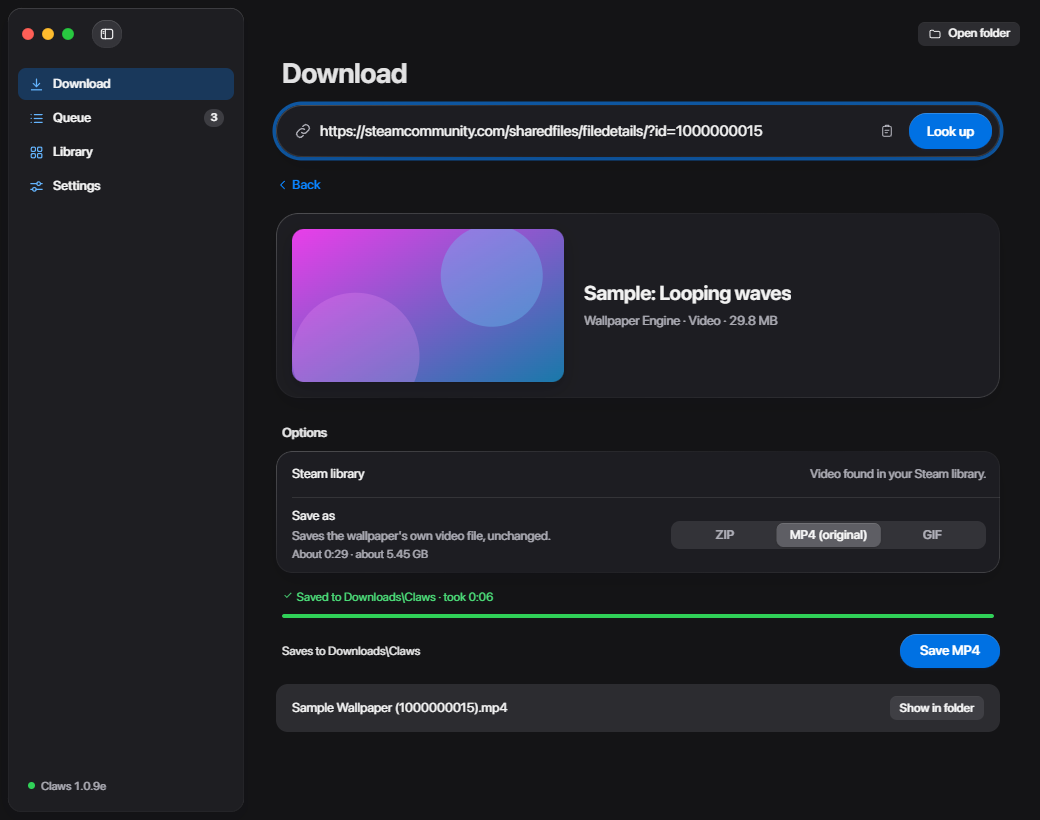 Open folder
Download
Download
https://steamcommunity.com/sharedfiles/filedetails/?id=1000000015
Look up
Queue
3
Library
Settings
Back
Sample: Looping waves
Wallpaper Engine · Video · 29.8 MB
Options
Steam library
Video found in your Steam library.
Save as
Saves the wallpaper's own video file, unchanged.
About 0:29 · about 5.45 GB
ZIP
MP4 (original)
GIF
Saved to Downloads\Claws · took 0:06
Saves to Downloads\Claws
Save MP4
Sample Wallpaper (1000000015).mp4
Show in folder
Claws 1.0.9e